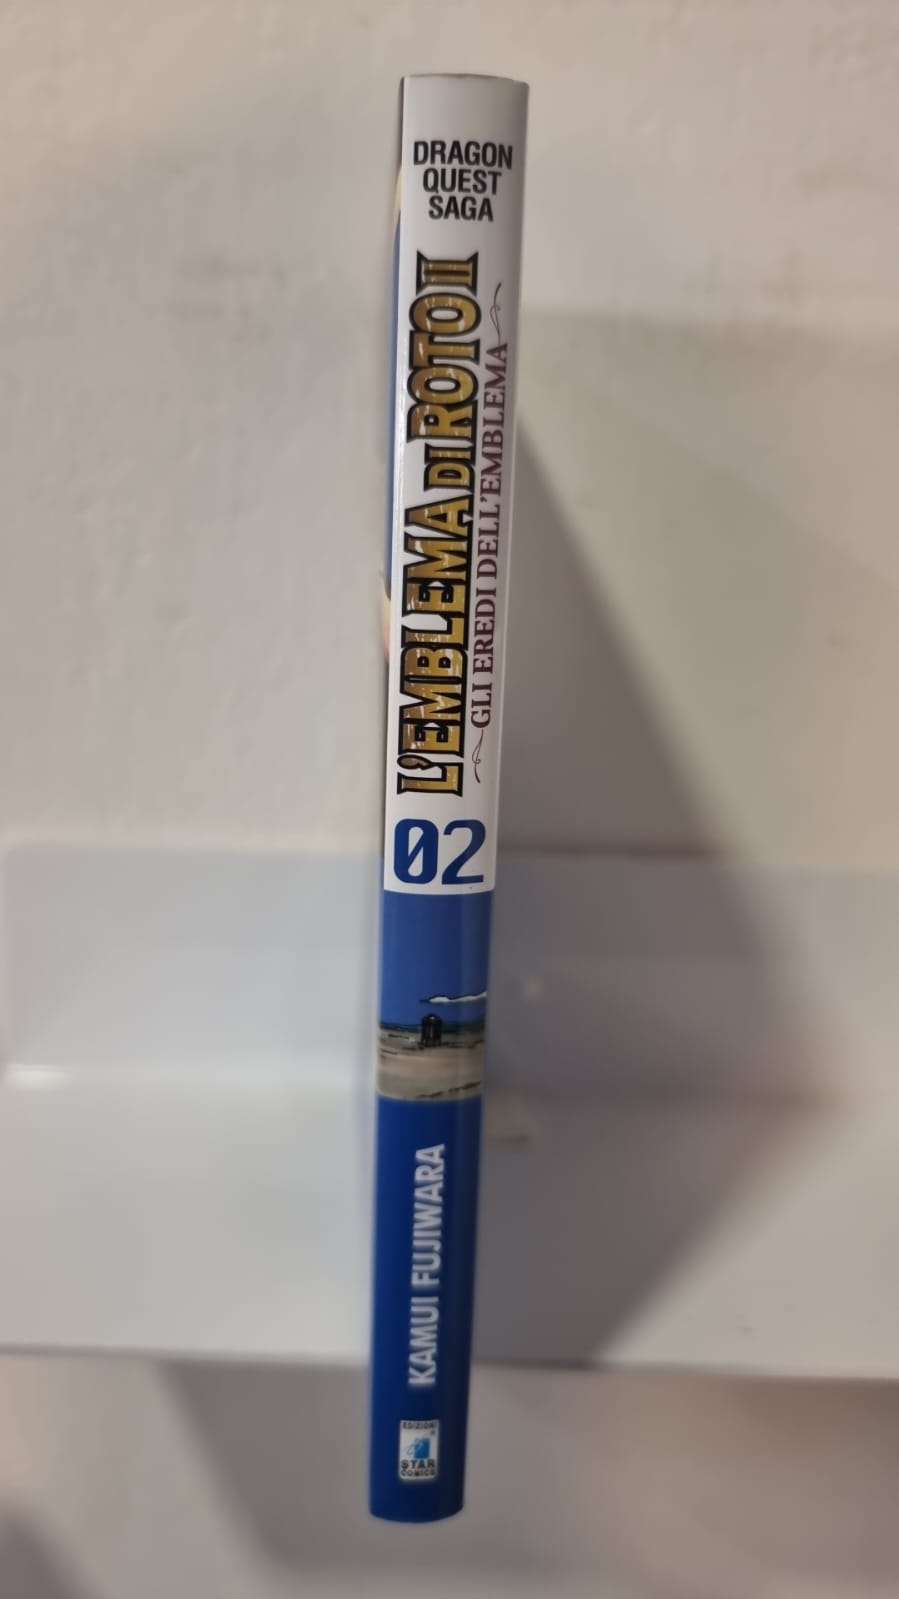 DRAGON
QUEST
SAGA
L'EMBLEMA DI ROTO II
GLI EREDI DELL'EMBLEMA
02
KAMUI FUJIWARA
EDIZIONI
STAR
COMICS